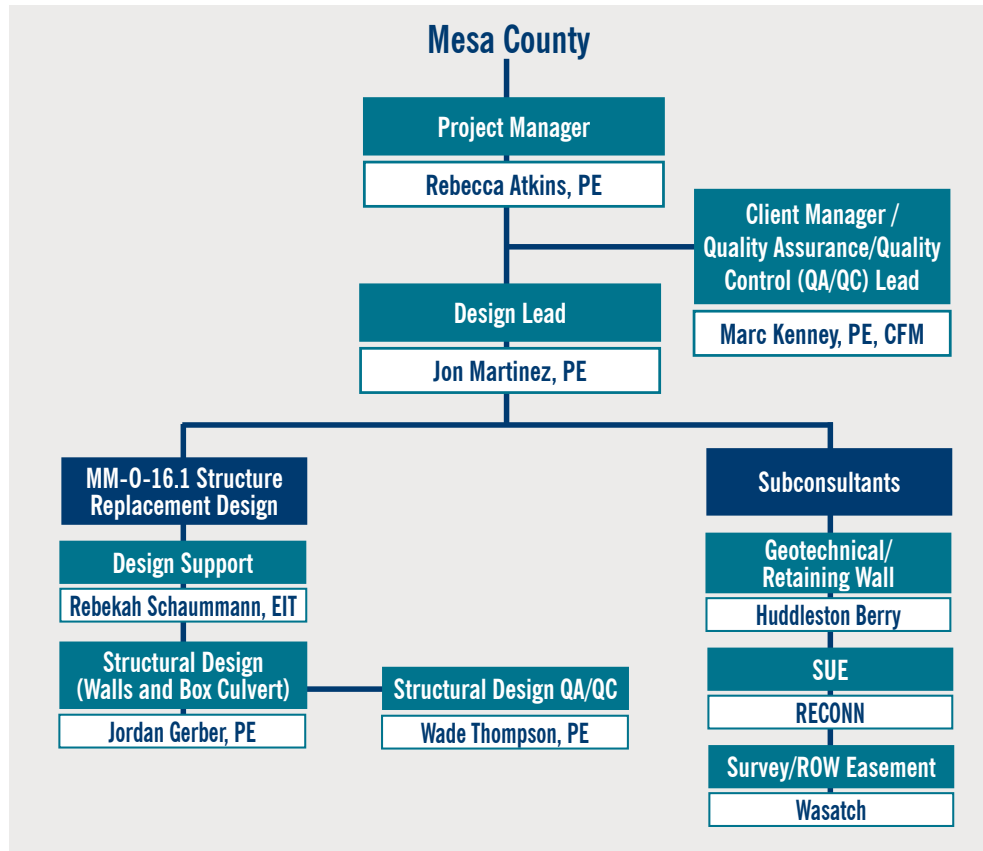 Mesa County
Project Manager
Rebecca Atkins, PE
Client Manager /
Quality Assurance/Quality
Control (QA/QC) Lead
Marc Kenney, PE, CFM
Design Lead
Jon Martinez, PE
MM-O-16.1 Structure
Replacement Design
Design Support
Rebekah Schaummann, EIT
Structural Design
(Walls and Box Culvert)
Jordan Gerber, PE
Structural Design QA/QC
Wade Thompson, PE
Subconsultants
Geotechnical/
Retaining Wall
Huddleston Berry
SUE
RECONN
Survey/ROW Easement
Wasatch